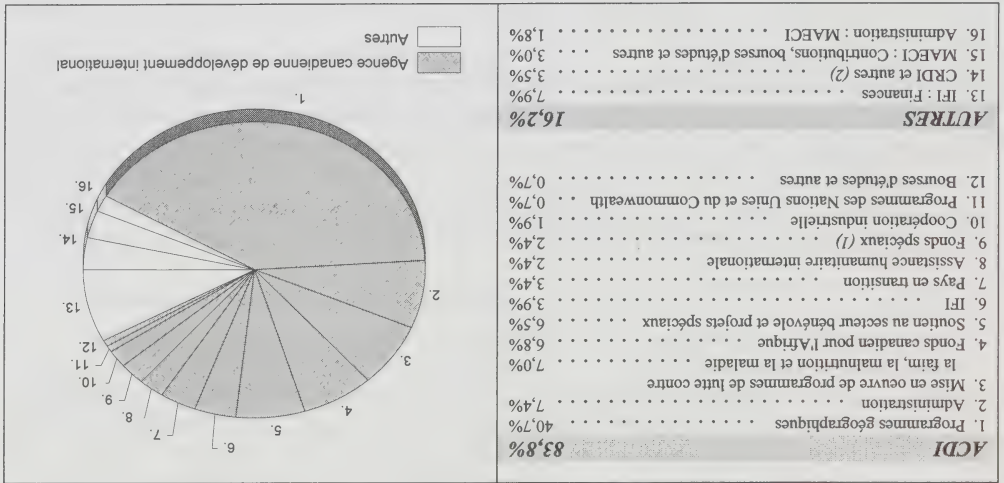 ACDI 83,8%
1. Programmes géographiques . . . . . . . . . . . . . . . . 40,7%
2. Administration . . . . . . . . . . . . . . . . . . . . . . . . 7,4%
3. Mise en oeuvre de programmes de lutte contre
la faim, la malnutrition et la maladie . . . . . . . . . . 7,0%
4. Fonds canadien pour l'Afrique . . . . . . . . . . . . . . 6,8%
5. Soutien au secteur bénévole et projets spéciaux . . . . . . 6,5%
6. IFI . . . . . . . . . . . . . . . . . . . . . . . . . . . . . . 3,9%
7. Pays en transition . . . . . . . . . . . . . . . . . . . . . . 3,4%
8. Assistance humanitaire internationale . . . . . . . . . . 2,4%
9. Fonds spéciaux (1) . . . . . . . . . . . . . . . . . . . . . 2,4%
10. Coopération industrielle . . . . . . . . . . . . . . . . . . 1,9%
11. Programmes des Nations Unies et du Commonwealth . . 0,7%
12. Bourses d'études et autres . . . . . . . . . . . . . . . . . 0,7%
AUTRES 16,2%
13. IFI : Finances . . . . . . . . . . . . . . . . . . . . . . . . 7,9%
14. CRDI et autres (2) . . . . . . . . . . . . . . . . . . . . . 3,5%
15. MAECI : Contributions, bourses d'études et autres . . . 3,0%
16. Administration : MAECI . . . . . . . . . . . . . . . . . . 1,8%
6.
7.
8.
9.
10.
11.
12.
13.
14.
15.
16.
5.
4.
3.
2.
1.
Agence canadienne de développement international
Autres